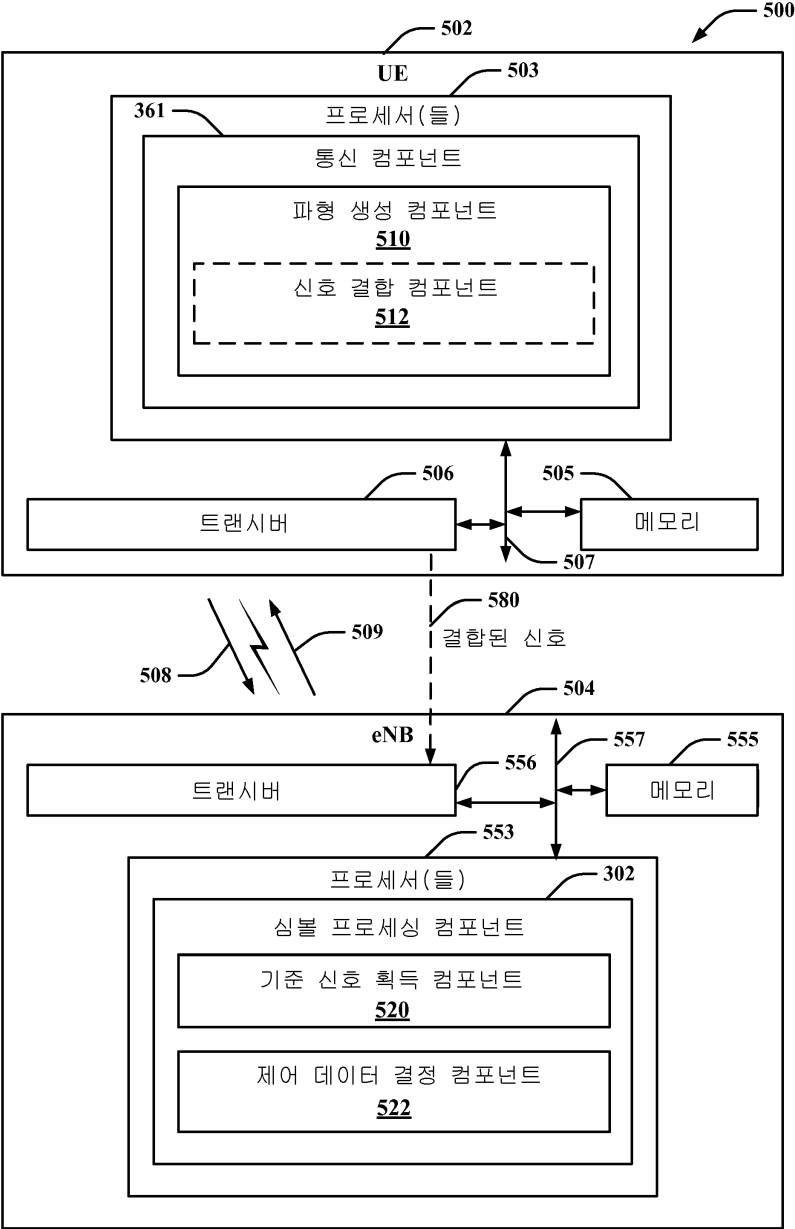 500
502
UE
503
프로세서(들)
361
통신 컴포넌트
파형 생성 컴포넌트
510
신호 결합 컴포넌트
512
506
505
트랜시버
메모리
507
580
결합된 신호
508
509
504
eNB
557
555
트랜시버
556
메모리
553
프로세서(들)
302
심볼 프로세싱 컴포넌트
기준 신호 획득 컴포넌트
520
제어 데이터 결정 컴포넌트
522